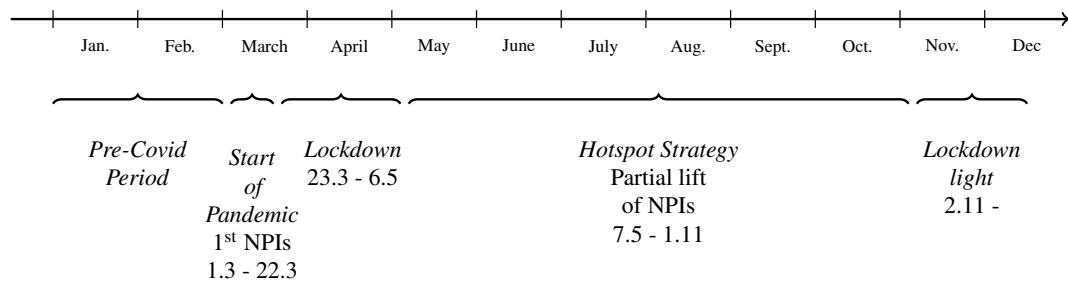 Jan. Feb. March April May June July Aug. Sept. Oct. Nov. Dec
Pre-Covid
Period
Start
of
Pandemic
1st NPIs
1.3 - 22.3
Lockdown
23.3 - 6.5
Hotspot Strategy
Partial lift
of NPIs
7.5 - 1.11
Lockdown
light
2.11 -